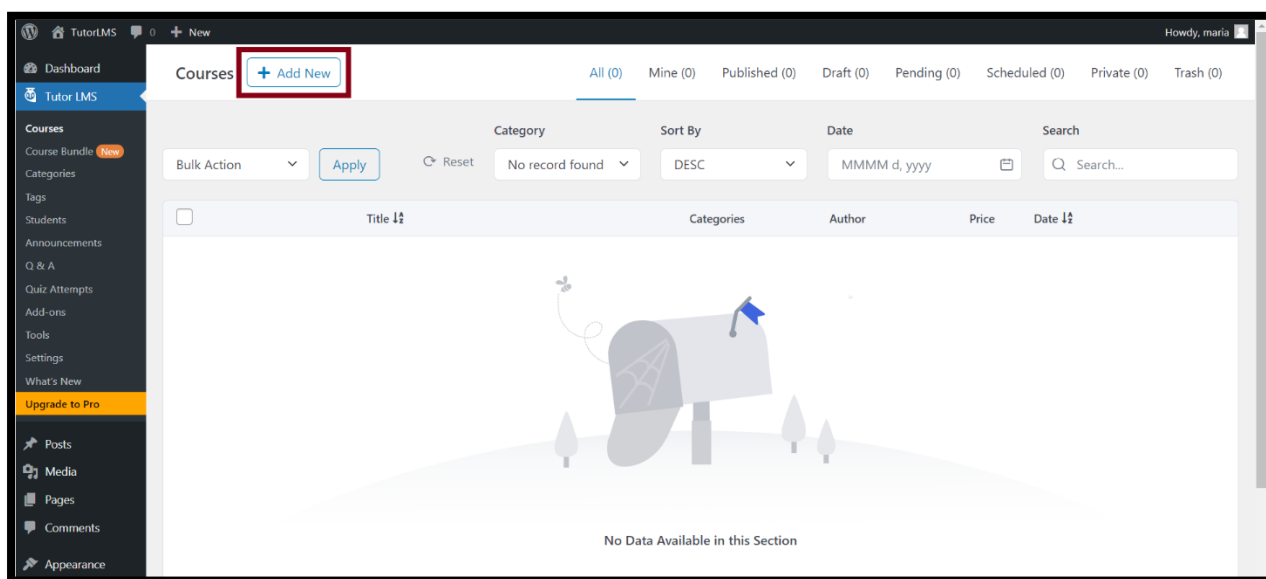 TutorLMS 0 + New Howdy, maria
Dashboard
Tutor LMS
Courses
Course Bundle New
Categories
Tags
Students
Announcements
Q & A
Quiz Attempts
Add-ons
Tools
Settings
What's New
Upgrade to Pro
Posts
Media
Pages
Comments
Appearance
Courses + Add New All (0) Mine (0) Published (0) Draft (0) Pending (0) Scheduled (0) Private (0) Trash (0)
Category Sort By Date Search
Bulk Action Apply Reset No record found DESC MMMM d, yyyy Search...
Title Categories Author Price Date
No Data Available in this Section